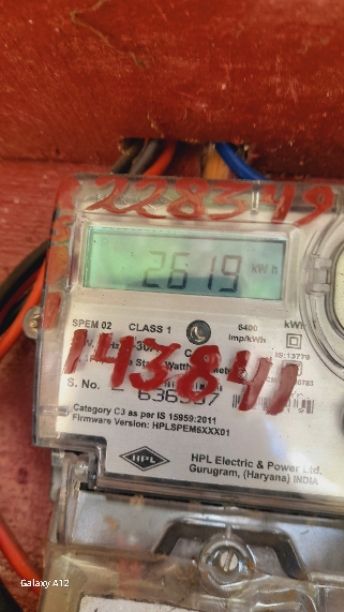 228349
2619 kWh
SPEM 02 CLASS 1 6400 imp/kWh kWh
IS:13779
143841
S. No.
Category C3 as per IS 15959:2011
Firmware Version: HPLSPEM6XXX01
HPL
HPL Electric & Power Ltd.
Gurugram, (Haryana) INDIA
Galaxy A12